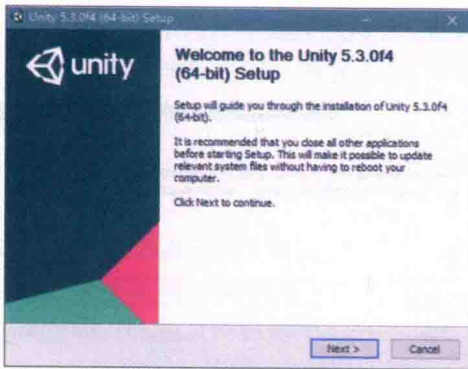 Unity 5.3.0f4 (64-bit) Setup
unity
Welcome to the Unity 5.3.0f4
(64-bit) Setup
Setup will guide you through the installation of Unity 5.3.0f4
(64-bit).
It is recommended that you close all other applications
before starting Setup. This will make it possible to update
relevant system files without having to reboot your
computer.
Click Next to continue.
Next >
Cancel